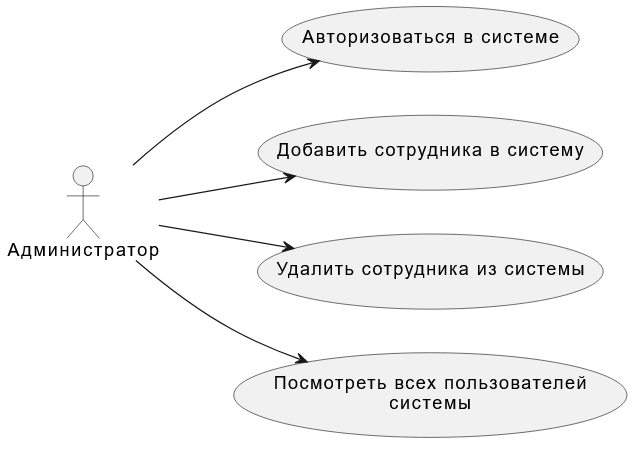 Авторизоваться в системе
Добавить сотрудника в систему
Администратор
Удалить сотрудника из системы
Посмотреть всех пользователей
системы